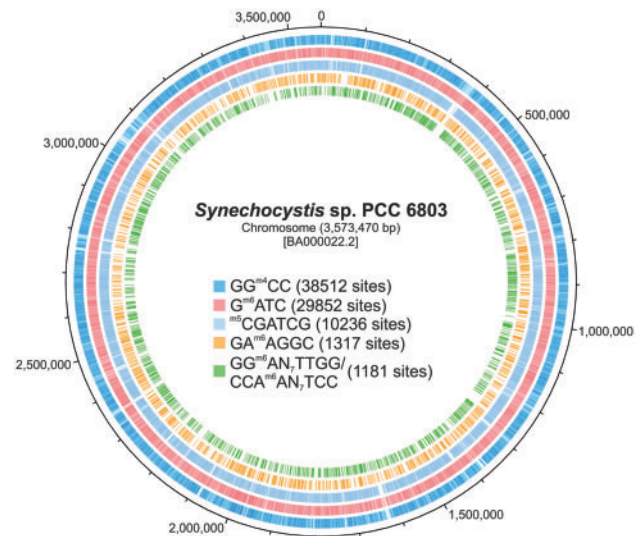 0
3,500,000
500,000
3,000,000
Synechocystis sp. PCC 6803
Chromosome (3,573,470 bp)
[BA000022.2]
GGᵐ⁴CC (38512 sites)
Gᵐ⁶ATC (29852 sites)
ᵐ⁵CGATCG (10236 sites)
GAᵐ⁶AGGC (1317 sites)
GGᵐ⁶AN₇TTGG/
CCAᵐ⁶AN₇TCC (1181 sites)
1,000,000
2,500,000
1,500,000
2,000,000